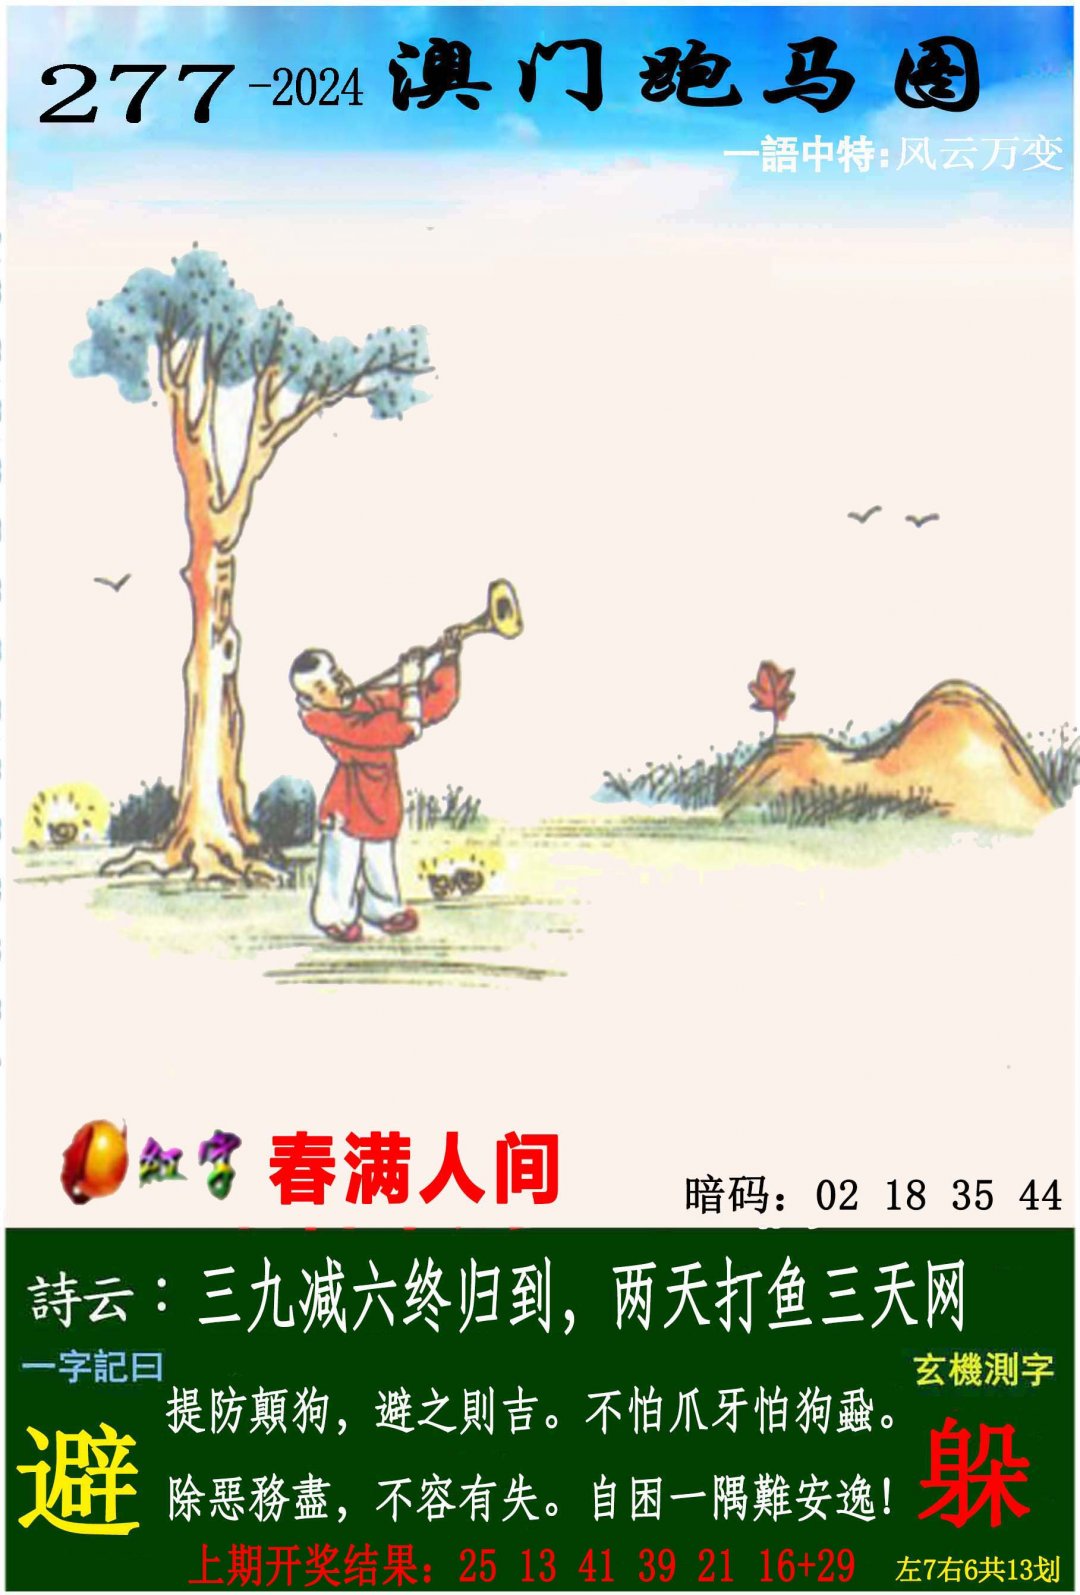 277-2024 澳门跑马图
一語中特:风云万变
红字 春满人间
暗码：02 18 35 44
詩云：三九减六终归到，两天打鱼三天网
一字記曰
玄機測字
避
提防顛狗，避之則吉。不怕爪牙怕狗蝨。
除惡務盡，不容有失。自困一隅難安逸!
躲
上期开奖结果：25 13 41 39 21 16+29
左7右6共13划